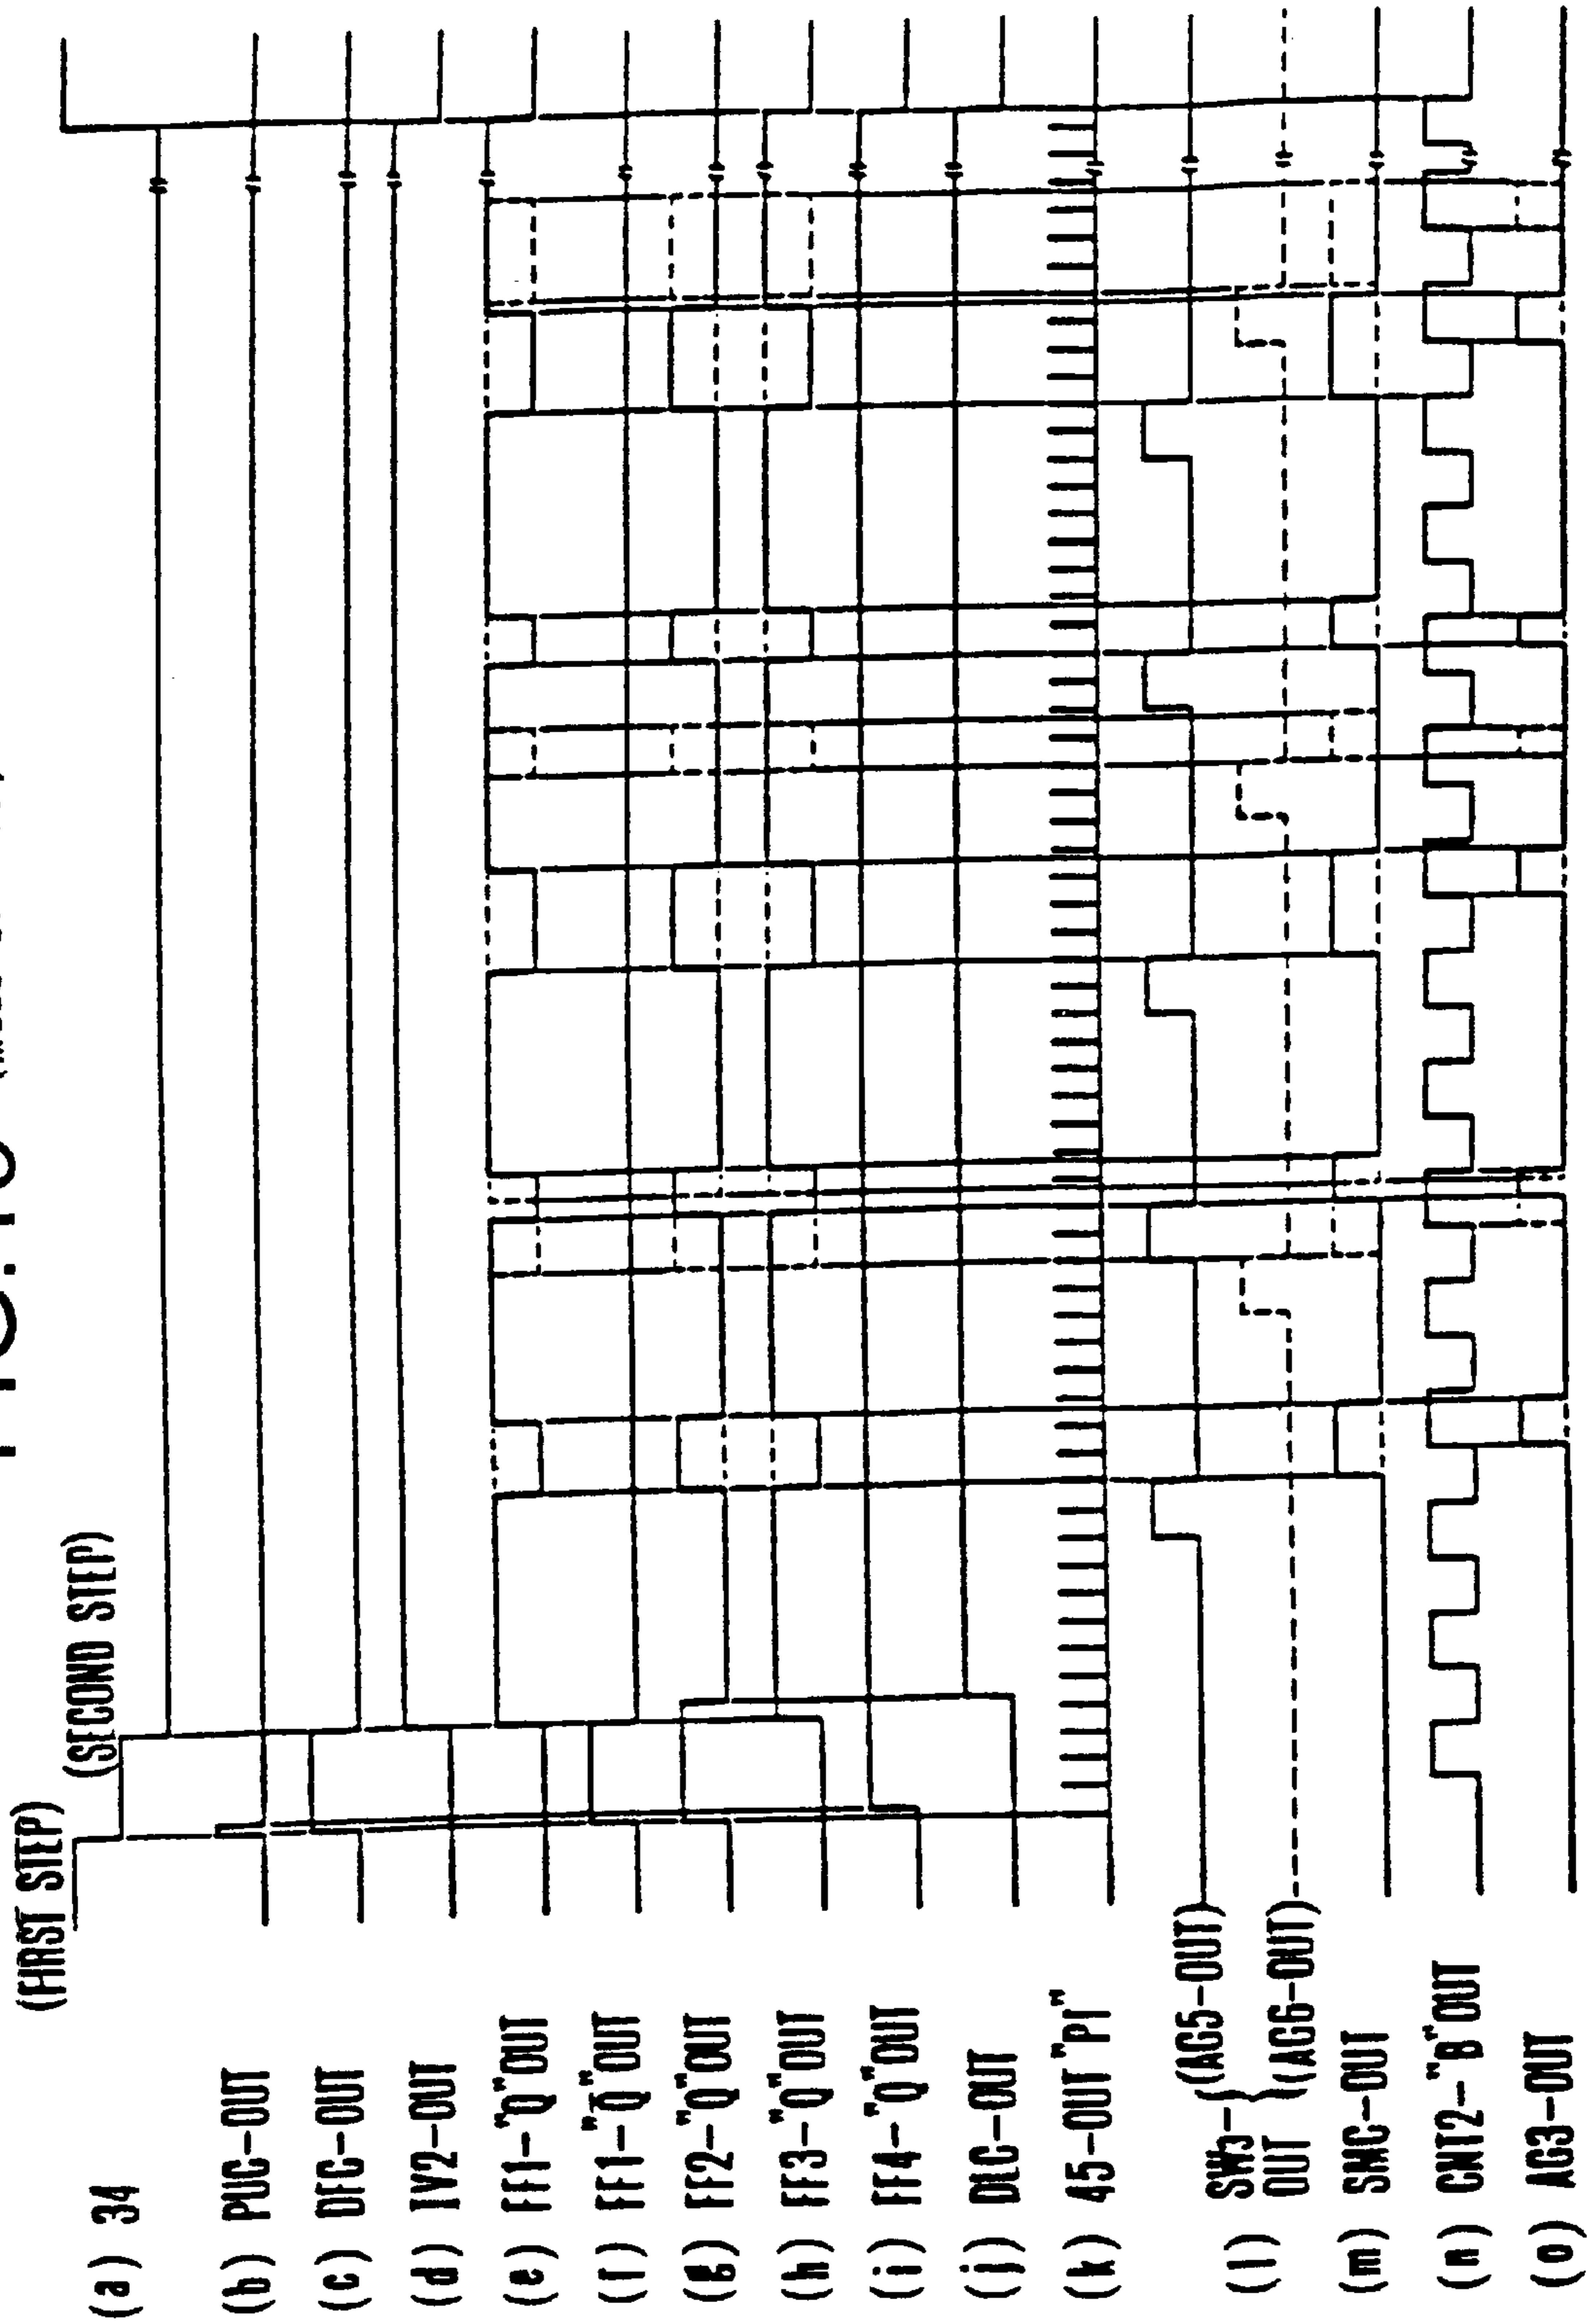 (FIRST STEP)
(SECOND STEP)
(a) 34
(b) PUC-OUT
(c) DFC-OUT
(d) IV2-OUT
(e) FF1-"Q"OUT
(f) FF1-"Q̄"OUT
(g) FF2-"Q"OUT
(h) FF3-"Q"OUT
(i) FF4-"Q"OUT
(j) DLC-OUT
(k) 45-OUT"P1"
(l) SW3-OUT { (AG5-OUT)
(AG6-OUT)
(m) SMC-OUT
(n) CNT2-"B"OUT
(o) AG3-OUT